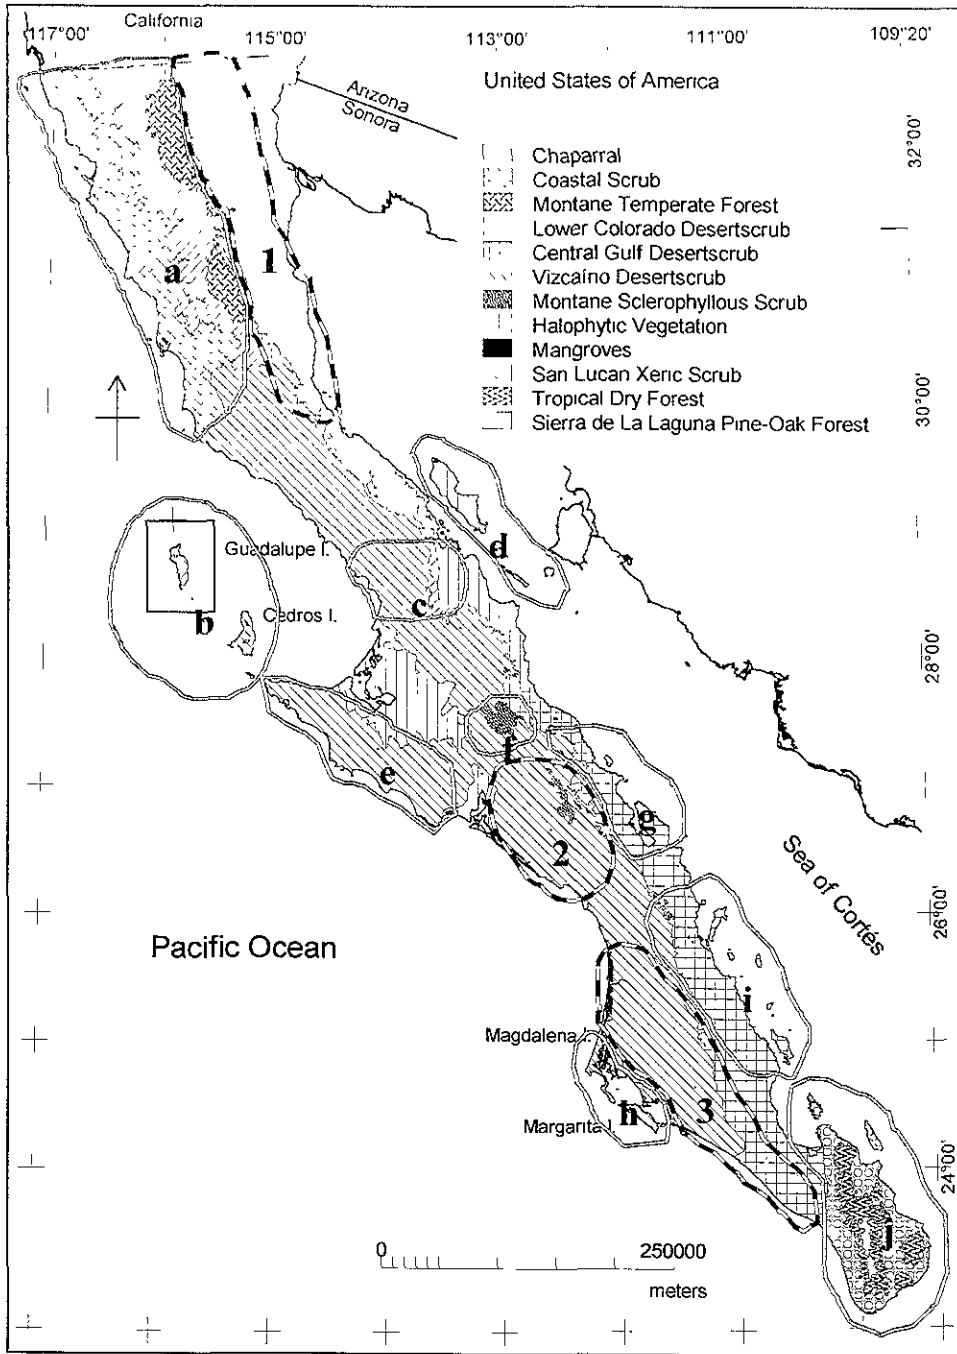 California
117°00'
115°00'
113°00'
111°00'
109°20'
United States of America
Arizona
Sonora
32°00'
Chaparral
Coastal Scrub
Montane Temperate Forest
Lower Colorado Desertscrub
Central Gulf Desertscrub
Vizcaíno Desertscrub
Montane Sclerophyllous Scrub
Halophytic Vegetation
Mangroves
San Lucan Xeric Scrub
Tropical Dry Forest
Sierra de La Laguna Pine-Oak Forest
1
a
30°00'
d
Guadalupe I.
Cedros I.
b
c
28°00'
f
e
g
2
Sea of Cortés
26°00'
Pacific Ocean
i
Magdalena I.
Margarita I.
h
3
24°00'
j
0
250000
meters